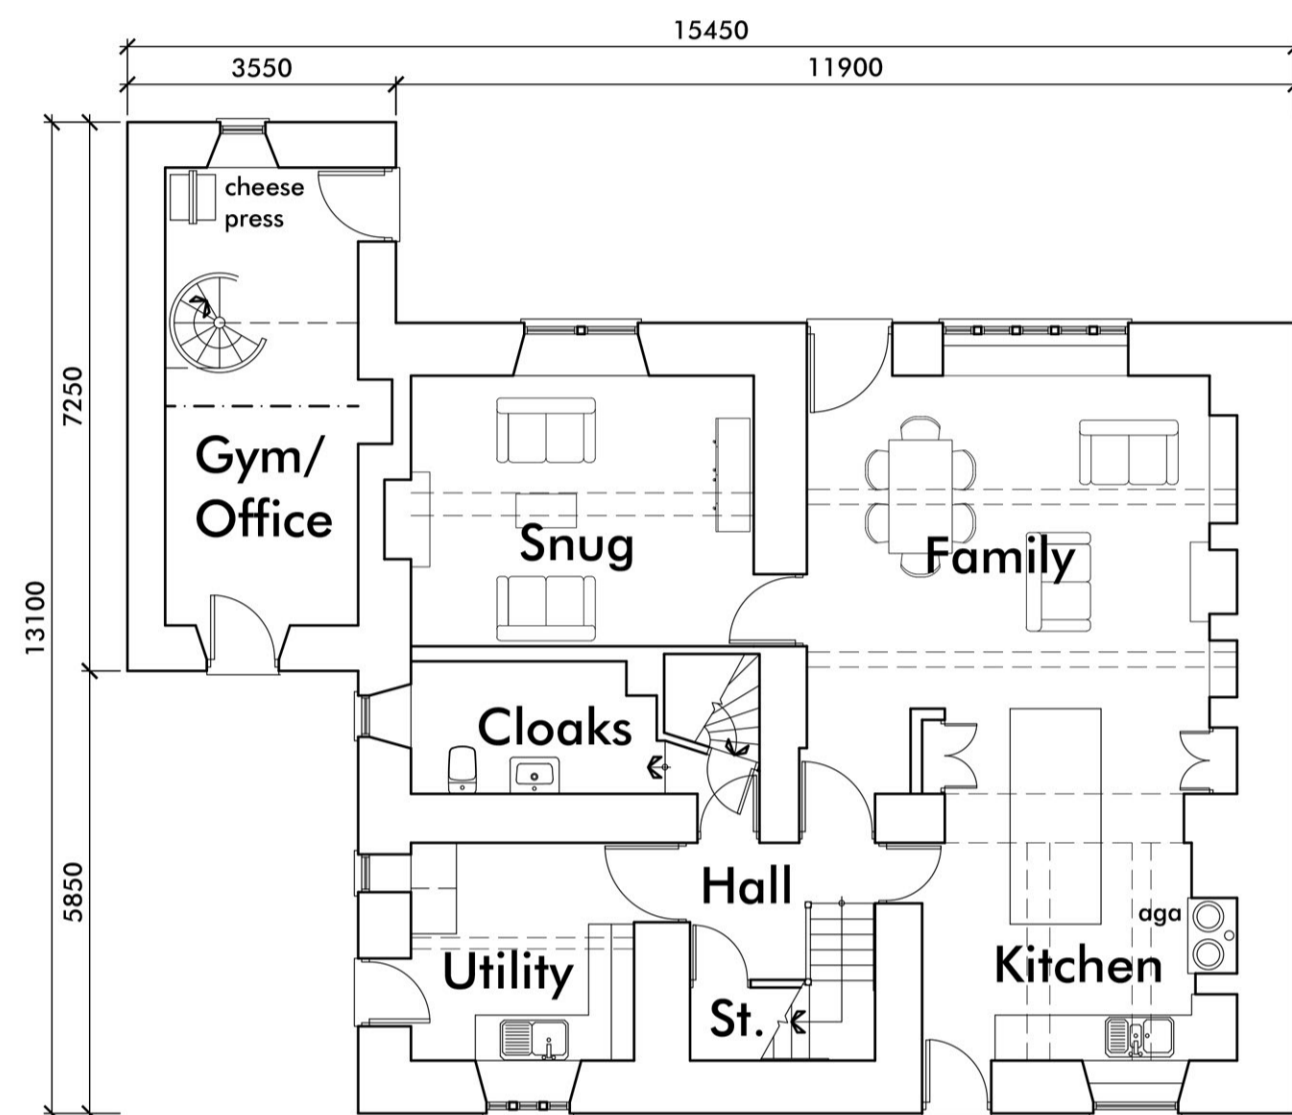 15450
3550
11900
cheese
press
7250
Gym/
Office
Snug
Family
13100
Cloaks
5850
Hall
aga
Utility
Kitchen
St.